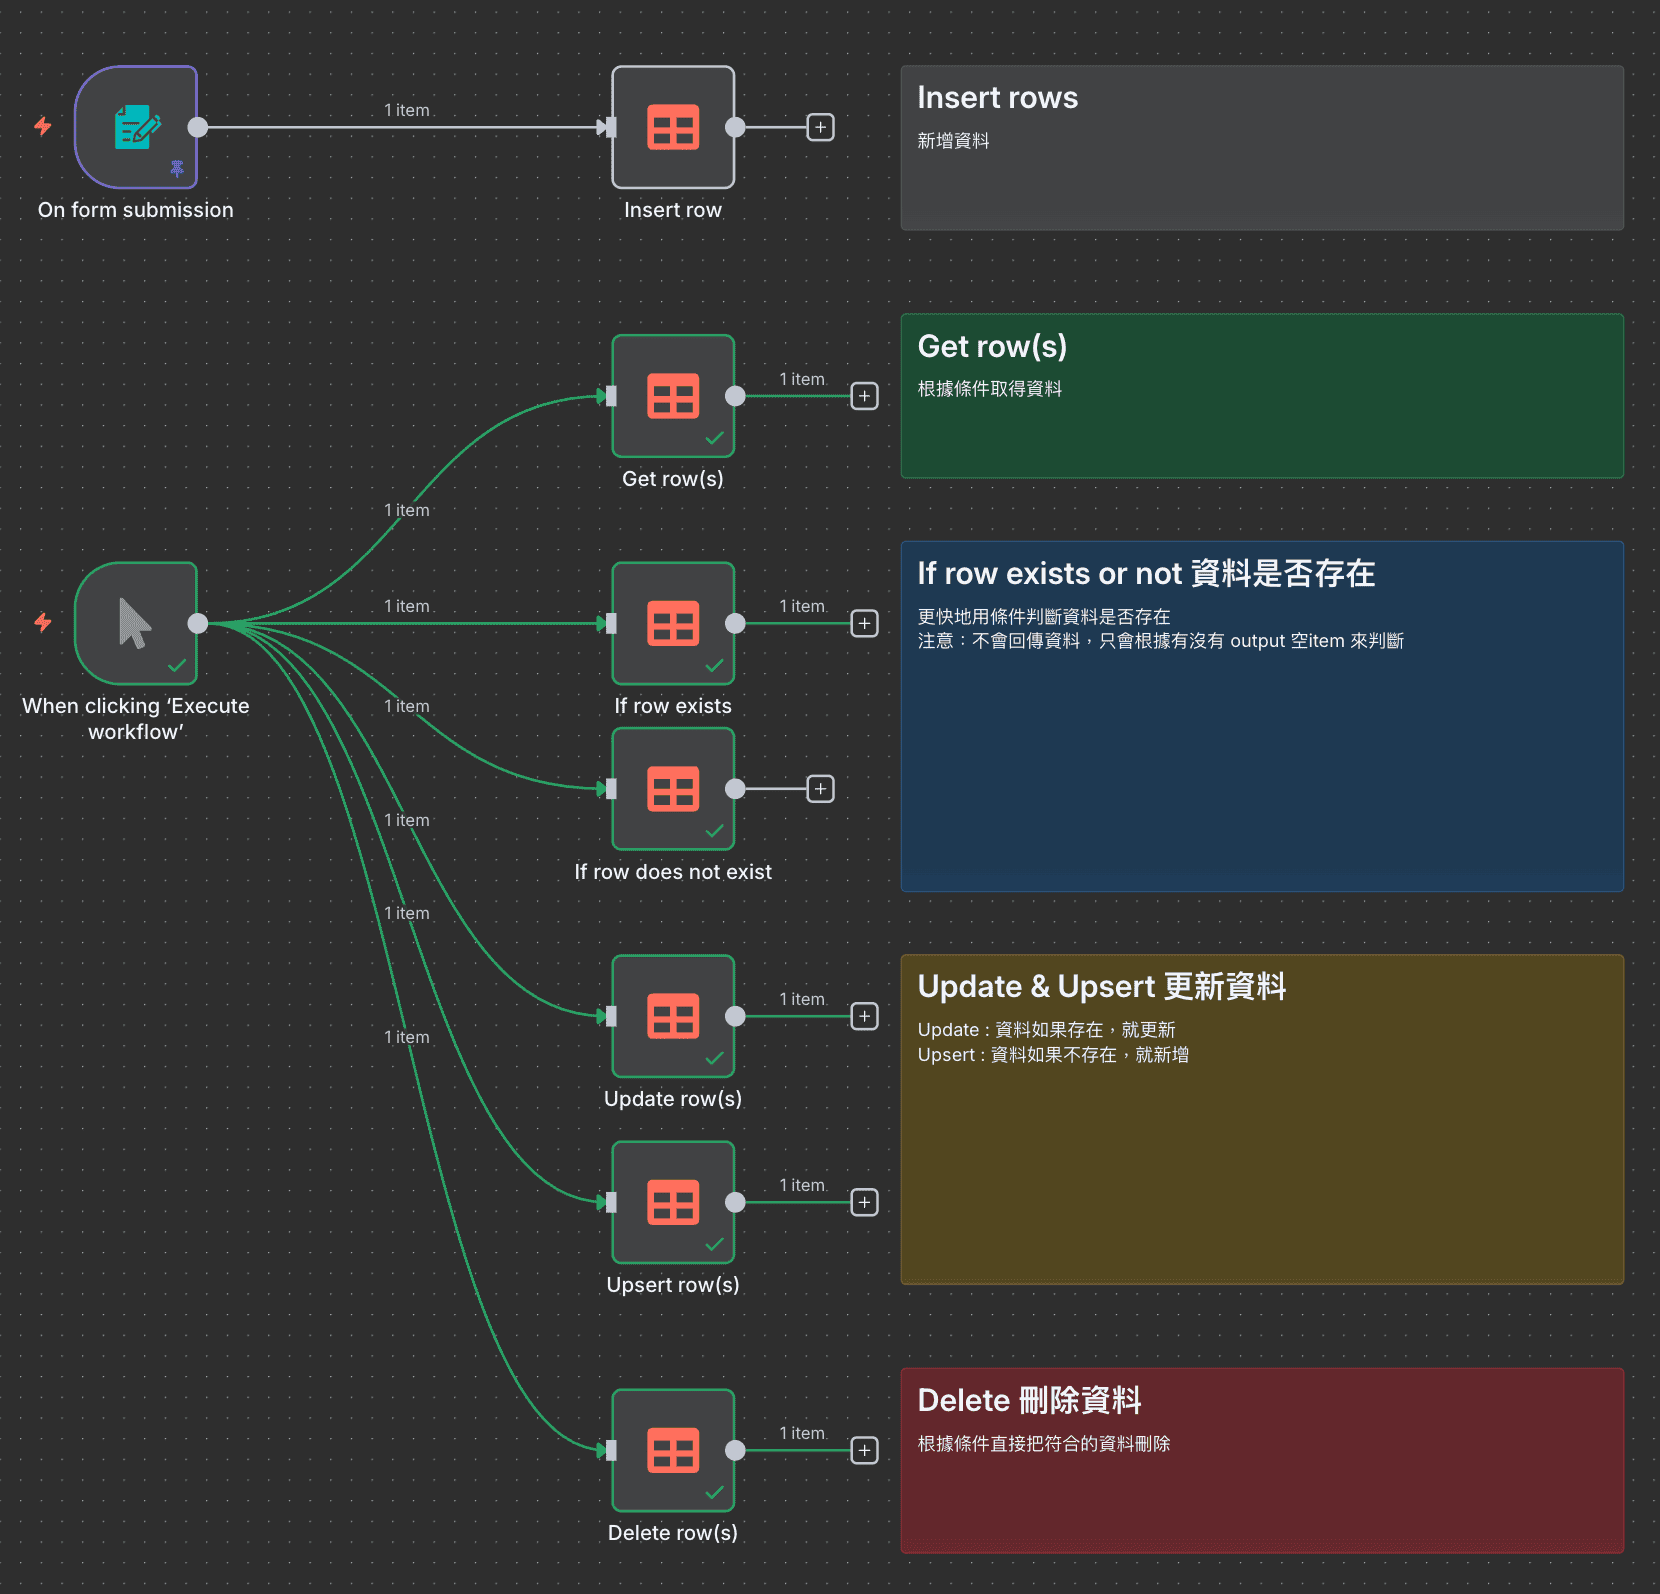 1 item
On form submission
Insert row
Insert rows
新增資料
1 item
Get row(s)
Get row(s)
根據條件取得資料
1 item
1 item
1 item
When clicking ‘Execute
workflow’
If row exists
If row exists or not 資料是否存在
更快地用條件判斷資料是否存在
注意：不會回傳資料，只會根據有沒有 output 空item 來判斷
1 item
If row does not exist
1 item
1 item
1 item
1 item
Update row(s)
Update & Upsert 更新資料
Update : 資料如果存在，就更新
Upsert : 資料如果不存在，就新增
1 item
Upsert row(s)
1 item
Delete row(s)
Delete 刪除資料
根據條件直接把符合的資料刪除